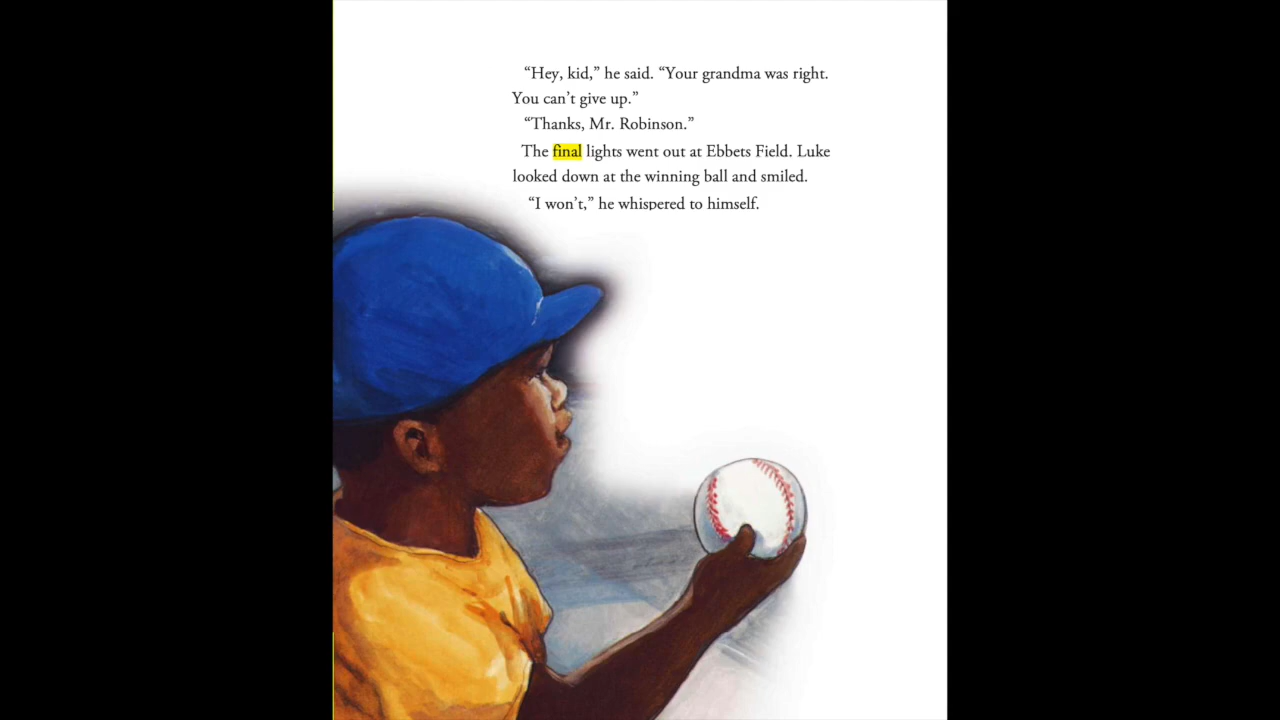 “Hey, kid,” he said. “Your grandma was right.
You can’t give up.”
“Thanks, Mr. Robinson.”
The final lights went out at Ebbets Field. Luke
looked down at the winning ball and smiled.
“I won’t,” he whispered to himself.